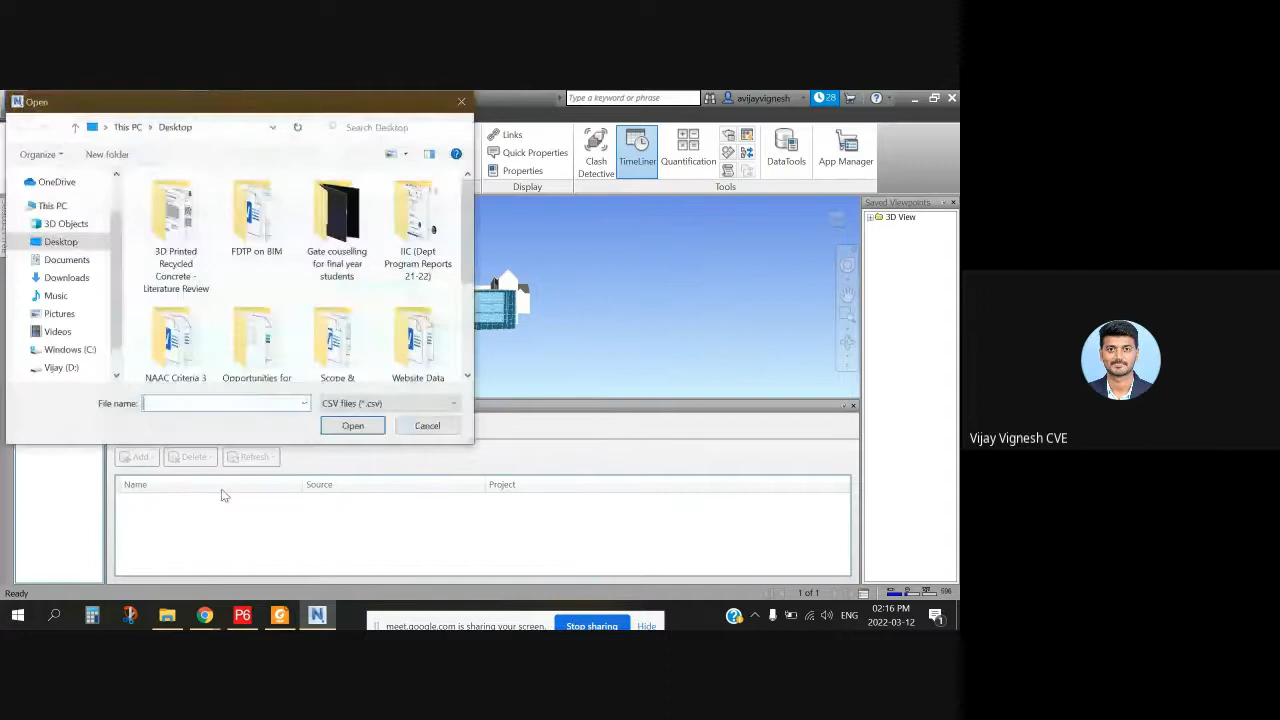 Open
Type a keyword or phrase
avijayvignesh
28
This PC
Desktop
Search Desktop
Organize
New folder
Links
Quick Properties
Properties
Display
Clash
Detective
TimeLiner
Quantification
DataTools
App Manager
Tools
OneDrive
This PC
3D Objects
Desktop
Documents
Downloads
Music
Pictures
Videos
Windows (C:)
Vijay (D:)
3D Printed
Recycled
Concrete -
Literature Review
FDTP on BIM
Gate couselling
for final year
students
IIC (Dept
Program Reports
21-22)
NAAC Criteria 3
Opportunities for
Scope &
Website Data
Saved Viewpoints
3D View
File name:
CSV files (*.csv)
Open
Cancel
Add
Delete
Refresh
Name
Source
Project
Ready
1 of 1
596
P6
meet.google.com is sharing your screen.
Stop sharing
Hide
ENG
02:16 PM
2022-03-12
1
Vijay Vignesh CVE